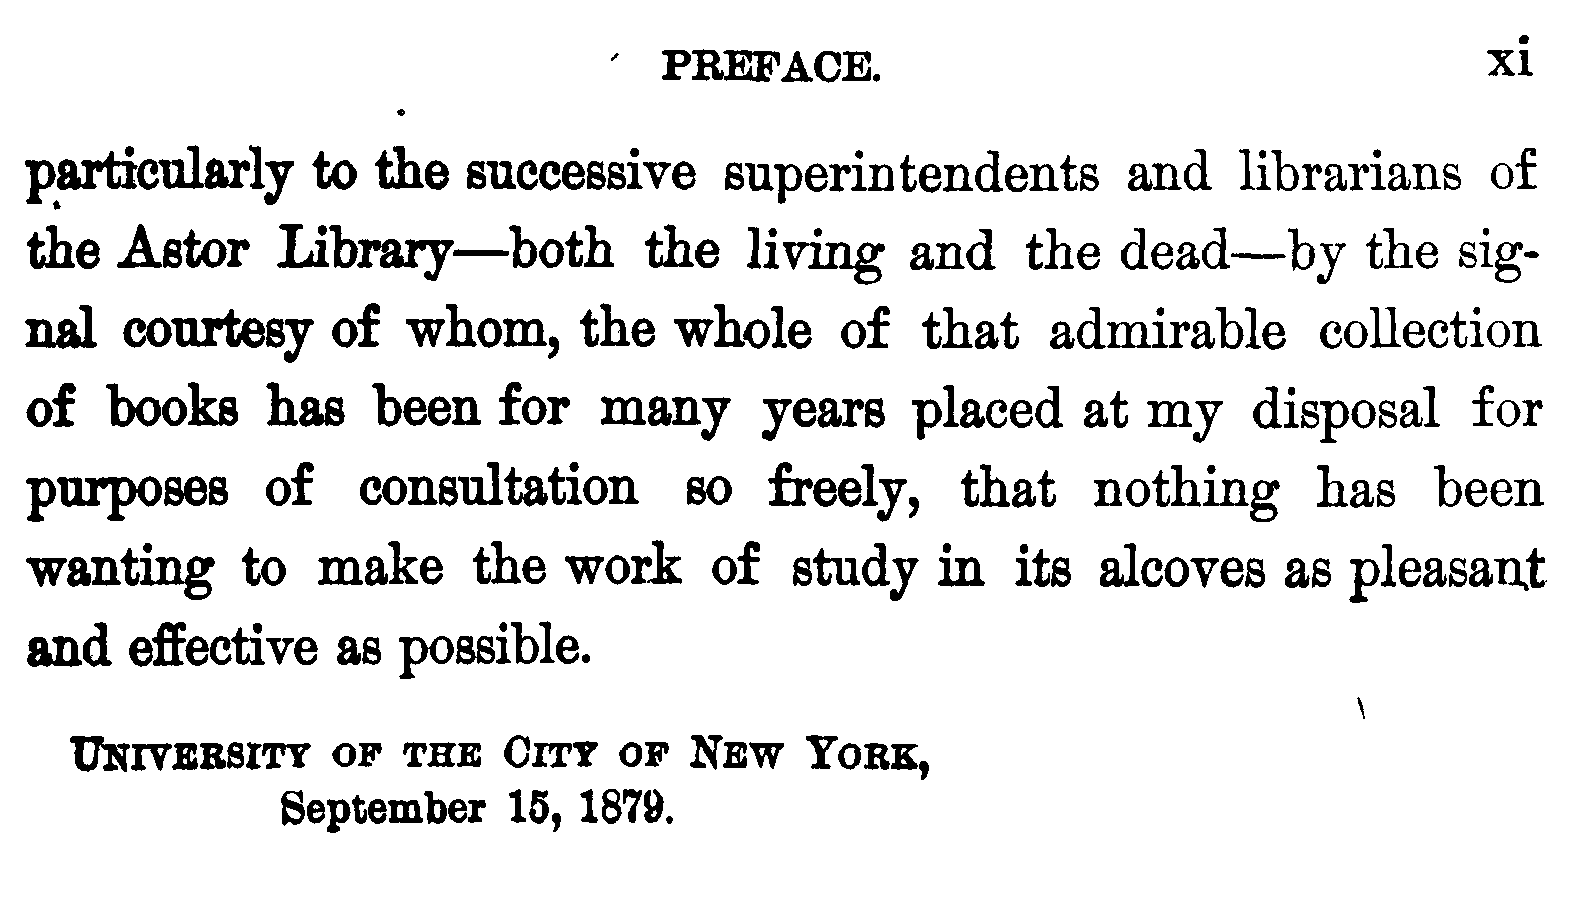 PREFACE. xi
particularly to the successive superintendents and librarians of
the Astor Library—both the living and the dead—by the sig-
nal courtesy of whom, the whole of that admirable collection
of books has been for many years placed at my disposal for
purposes of consultation so freely, that nothing has been
wanting to make the work of study in its alcoves as pleasant
and effective as possible.
UNIVERSITY OF THE CITY OF NEW YORK,
September 15, 1879.